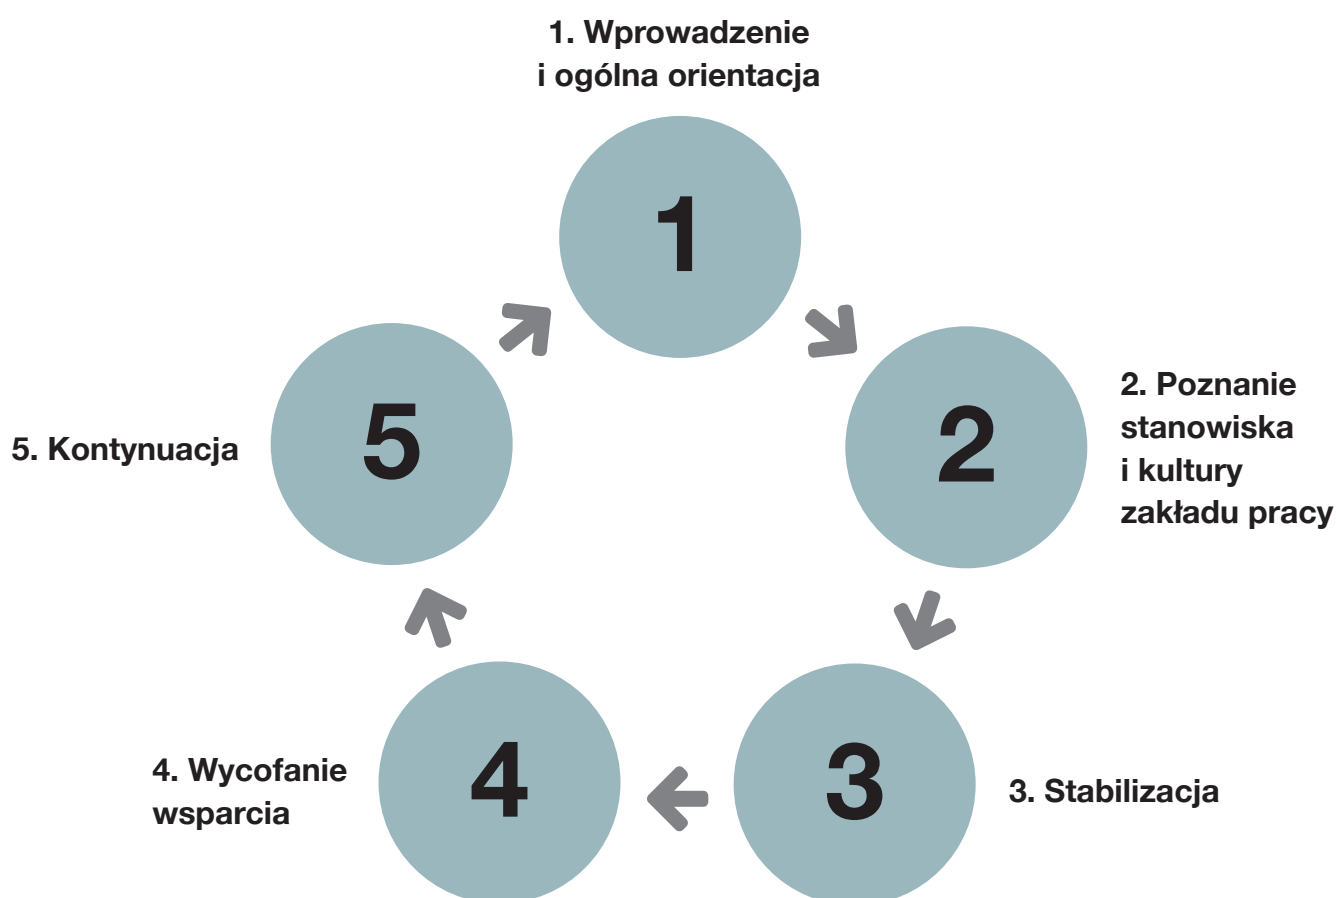 1. Wprowadzenie
i ogólna orientacja
1
2
2. Poznanie
stanowiska
i kultury
zakładu pracy
3
3. Stabilizacja
4
4. Wycofanie
wsparcia
5
5. Kontynuacja